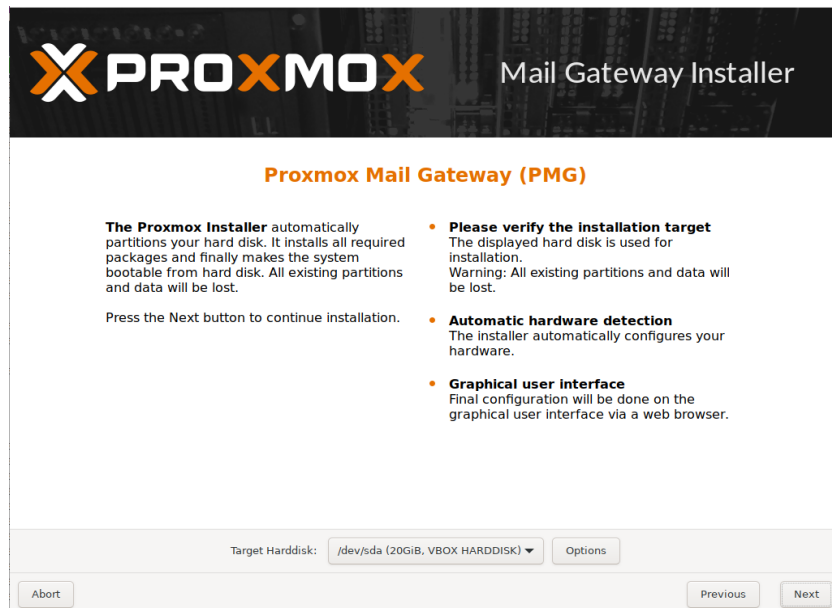 PROXMOX
Mail Gateway Installer
Proxmox Mail Gateway (PMG)
The Proxmox Installer automatically
partitions your hard disk. It installs all required
packages and finally makes the system
bootable from hard disk. All existing partitions
and data will be lost.
Press the Next button to continue installation.
Please verify the installation target
The displayed hard disk is used for
installation.
Warning: All existing partitions and data will
be lost.
Automatic hardware detection
The installer automatically configures your
hardware.
Graphical user interface
Final configuration will be done on the
graphical user interface via a web browser.
Target Harddisk: /dev/sda (20GiB, VBOX HARDDISK) Options
Abort Previous Next